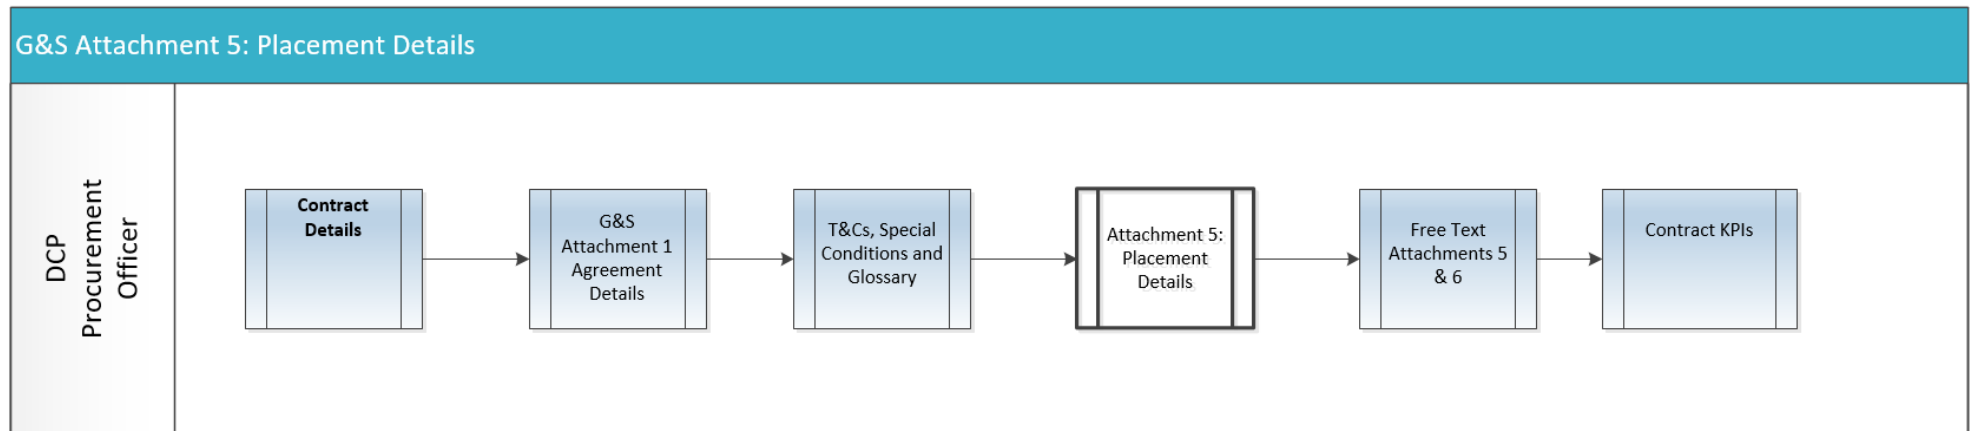 G&S Attachment 5: Placement Details
DCP
Procurement
Officer
Contract
Details
G&S
Attachment 1
Agreement
Details
T&Cs, Special
Conditions and
Glossary
Attachment 5:
Placement
Details
Free Text
Attachments 5
& 6
Contract KPIs